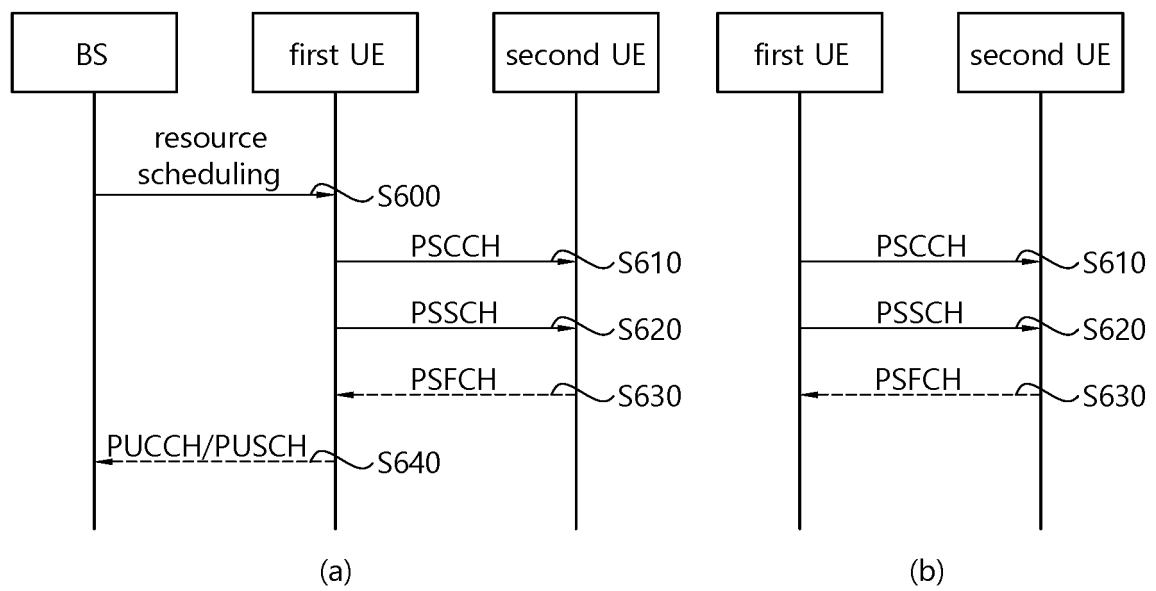 BS
first UE
second UE
first UE
second UE
resource
scheduling
S600
PSCCH
S610
PSCCH
S610
PSSCH
S620
PSSCH
S620
PSFCH
S630
PSFCH
S630
PUCCH/PUSCH
S640
(a)
(b)